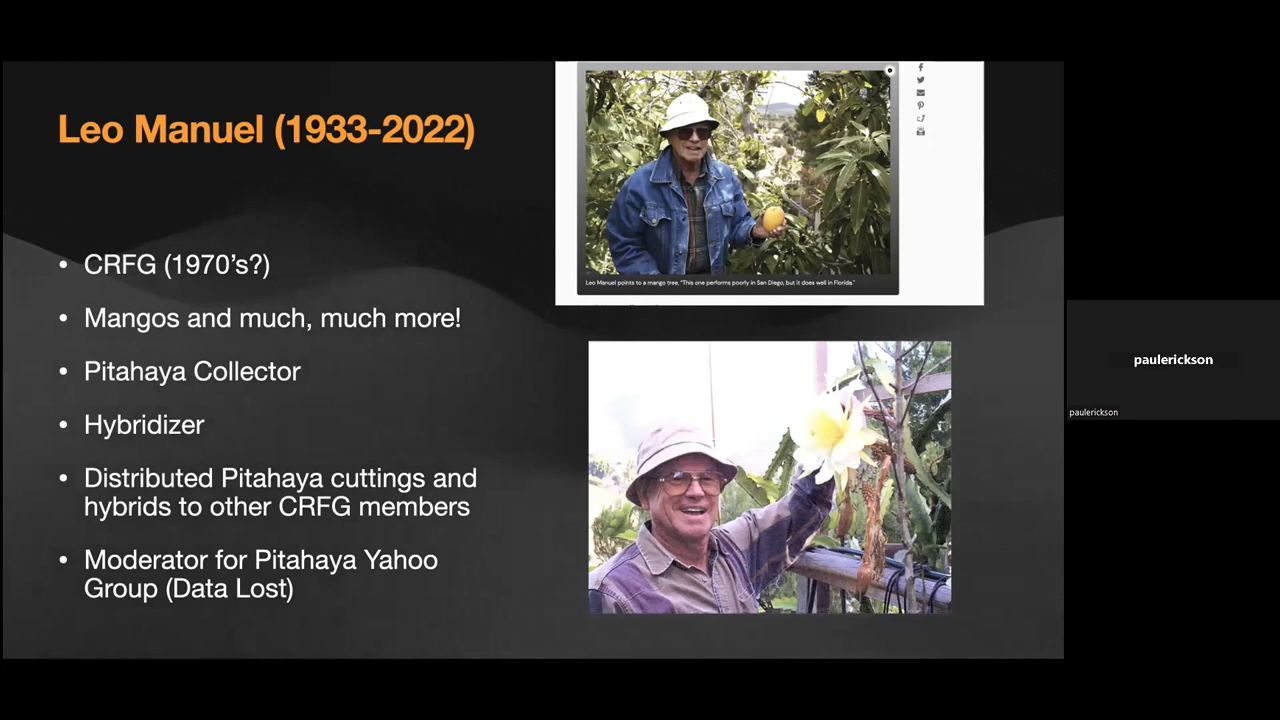 Leo Manuel (1933-2022)
• CRFG (1970’s?)
• Mangos and much, much more!
• Pitahaya Collector
• Hybridizer
• Distributed Pitahaya cuttings and
hybrids to other CRFG members
• Moderator for Pitahaya Yahoo
Group (Data Lost)
Leo Manuel points to a mango tree, "This one performs poorly in San Diego, but it does well in Florida."
paulerickson
paulerickson